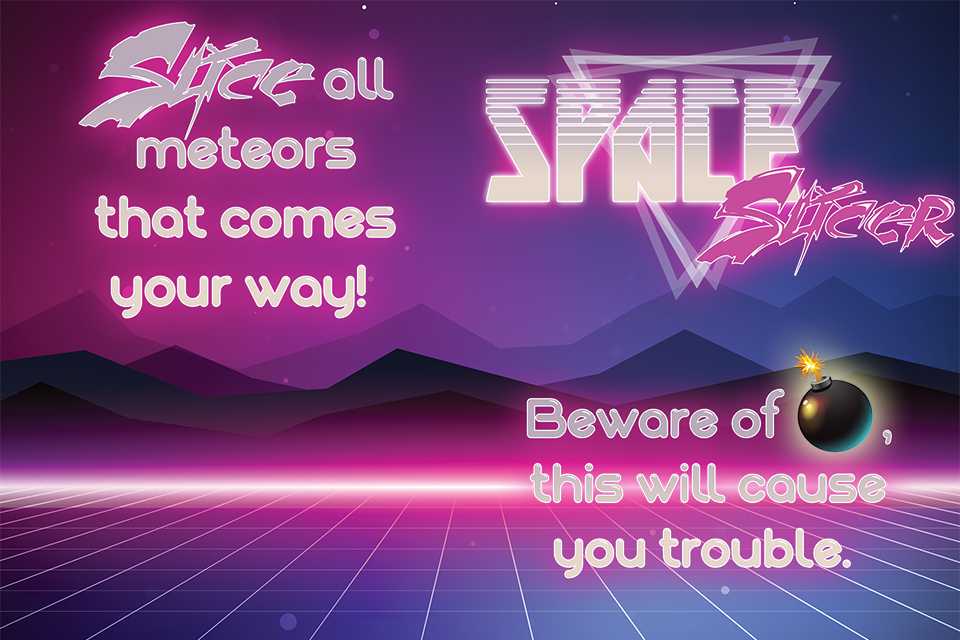 Slice all
meteors
that comes
your way!
SPACE
Slicer
Beware of ,
this will cause
you trouble.